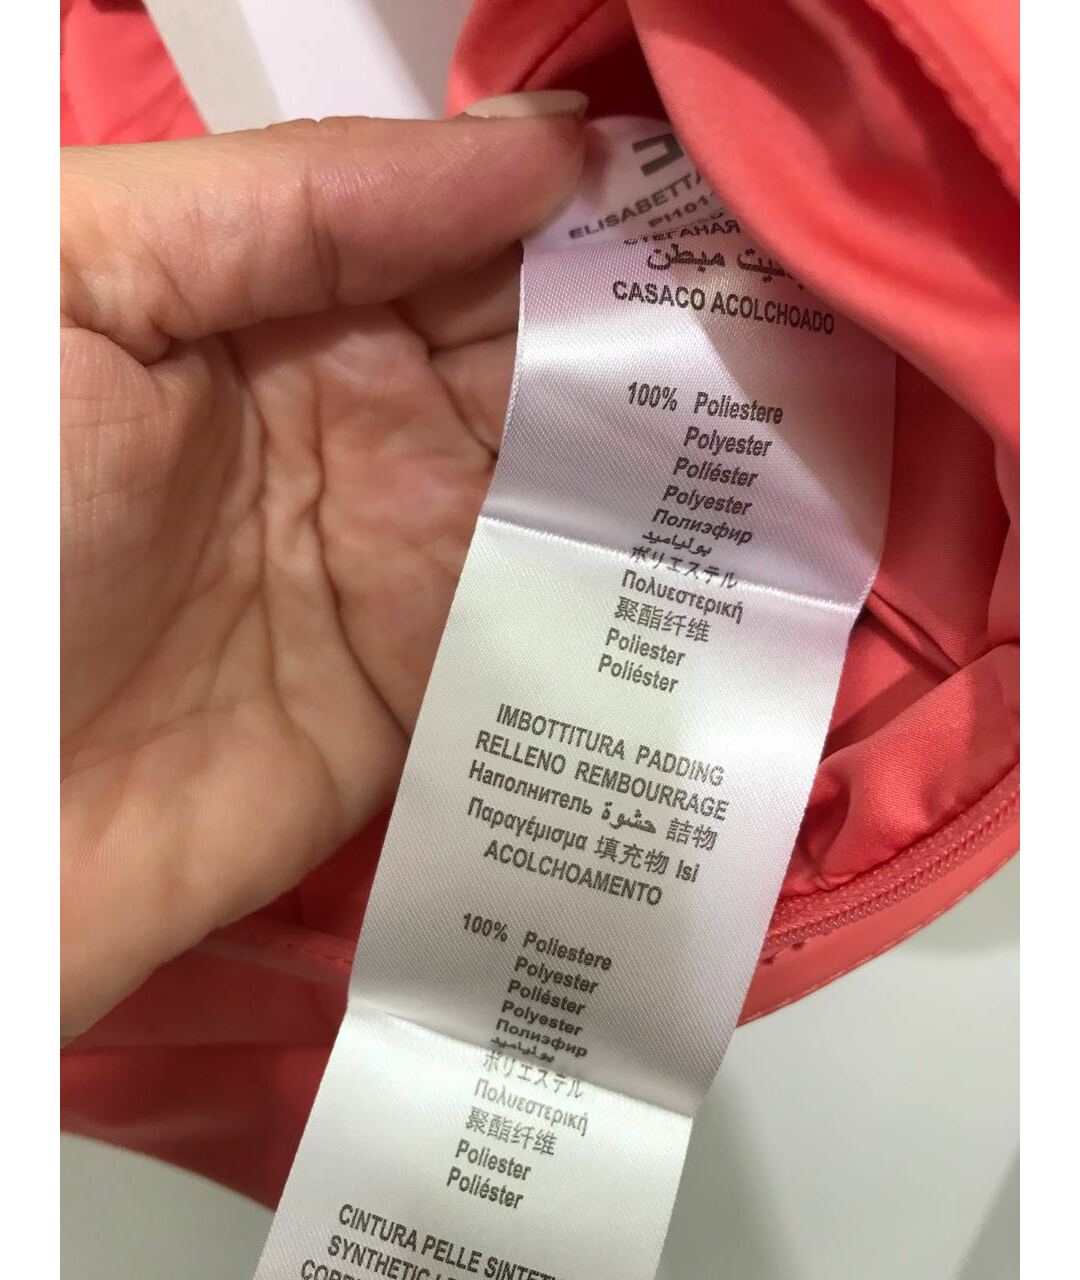 ELISABETTA
СТЕГАНАЯ
مبطن
CASACO ACOLCHOADO
100% Poliestere
Polyester
Poliéster
Polyester
Полиэфир
بولياميد
ポリエステル
Πολυεστερική
聚酯纤维
Poliester
Poliéster
IMBOTTITURA PADDING
RELLENO REMBOURRAGE
Наполнитель حشوة 詰物
Παραγέμισμα 填充物 Isi
ACOLCHOAMENTO
100% Poliestere
Polyester
Poliéster
Polyester
Полиэфир
بولياميد
ポリエステル
Πολυεστερική
聚酯纤维
Poliester
Poliéster
CINTURA PELLE
SYNTHETIC